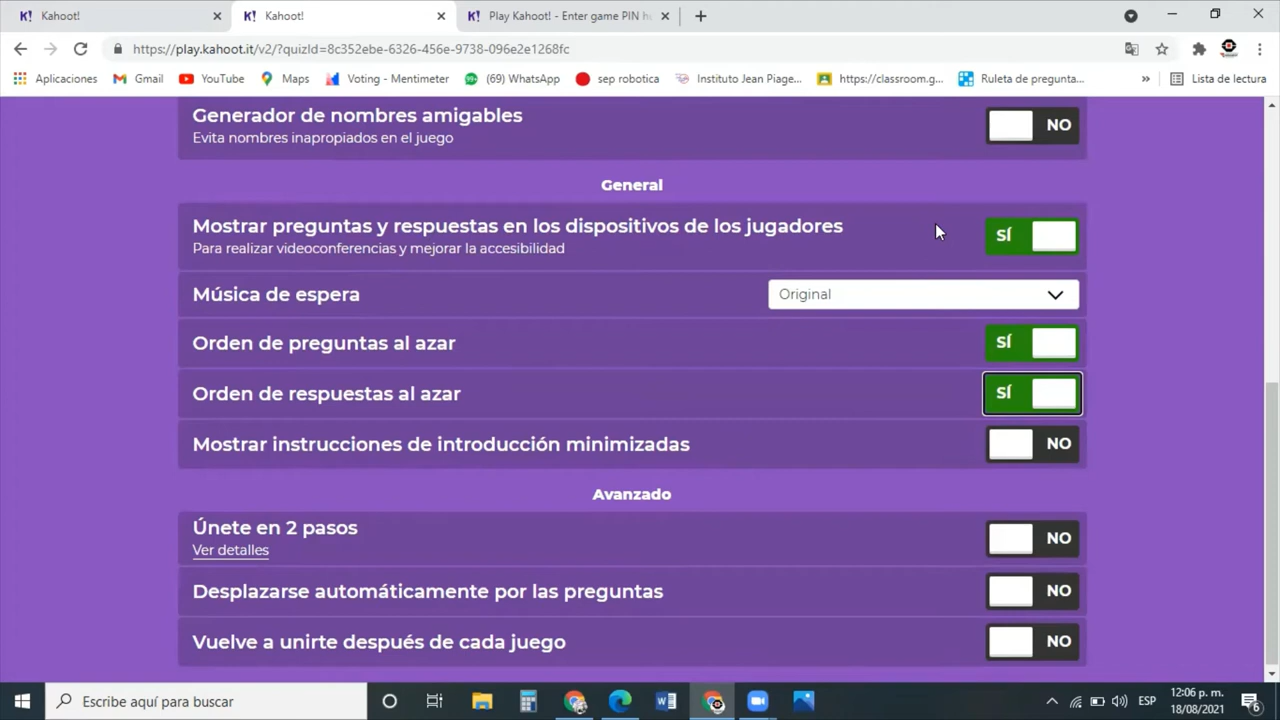 Kahoot!
Kahoot!
Play Kahoot! - Enter game PIN h
https://play.kahoot.it/v2/?quizId=8c352ebe-6326-456e-9738-096e2e1268fc
Aplicaciones
Gmail
YouTube
Maps
Voting - Mentimeter
(69) WhatsApp
sep robotica
Instituto Jean Piage...
https://classroom.g...
Ruleta de pregunta...
»
Lista de lectura
Generador de nombres amigables
Evita nombres inapropiados en el juego
NO
General
Mostrar preguntas y respuestas en los dispositivos de los jugadores
Para realizar videoconferencias y mejorar la accesibilidad
SÍ
Música de espera
Original
Orden de preguntas al azar
SÍ
Orden de respuestas al azar
SÍ
Mostrar instrucciones de introducción minimizadas
NO
Avanzado
Únete en 2 pasos
Ver detalles
NO
Desplazarse automáticamente por las preguntas
NO
Vuelve a unirte después de cada juego
NO
Escribe aquí para buscar
ESP
12:06 p. m.
18/08/2021
6